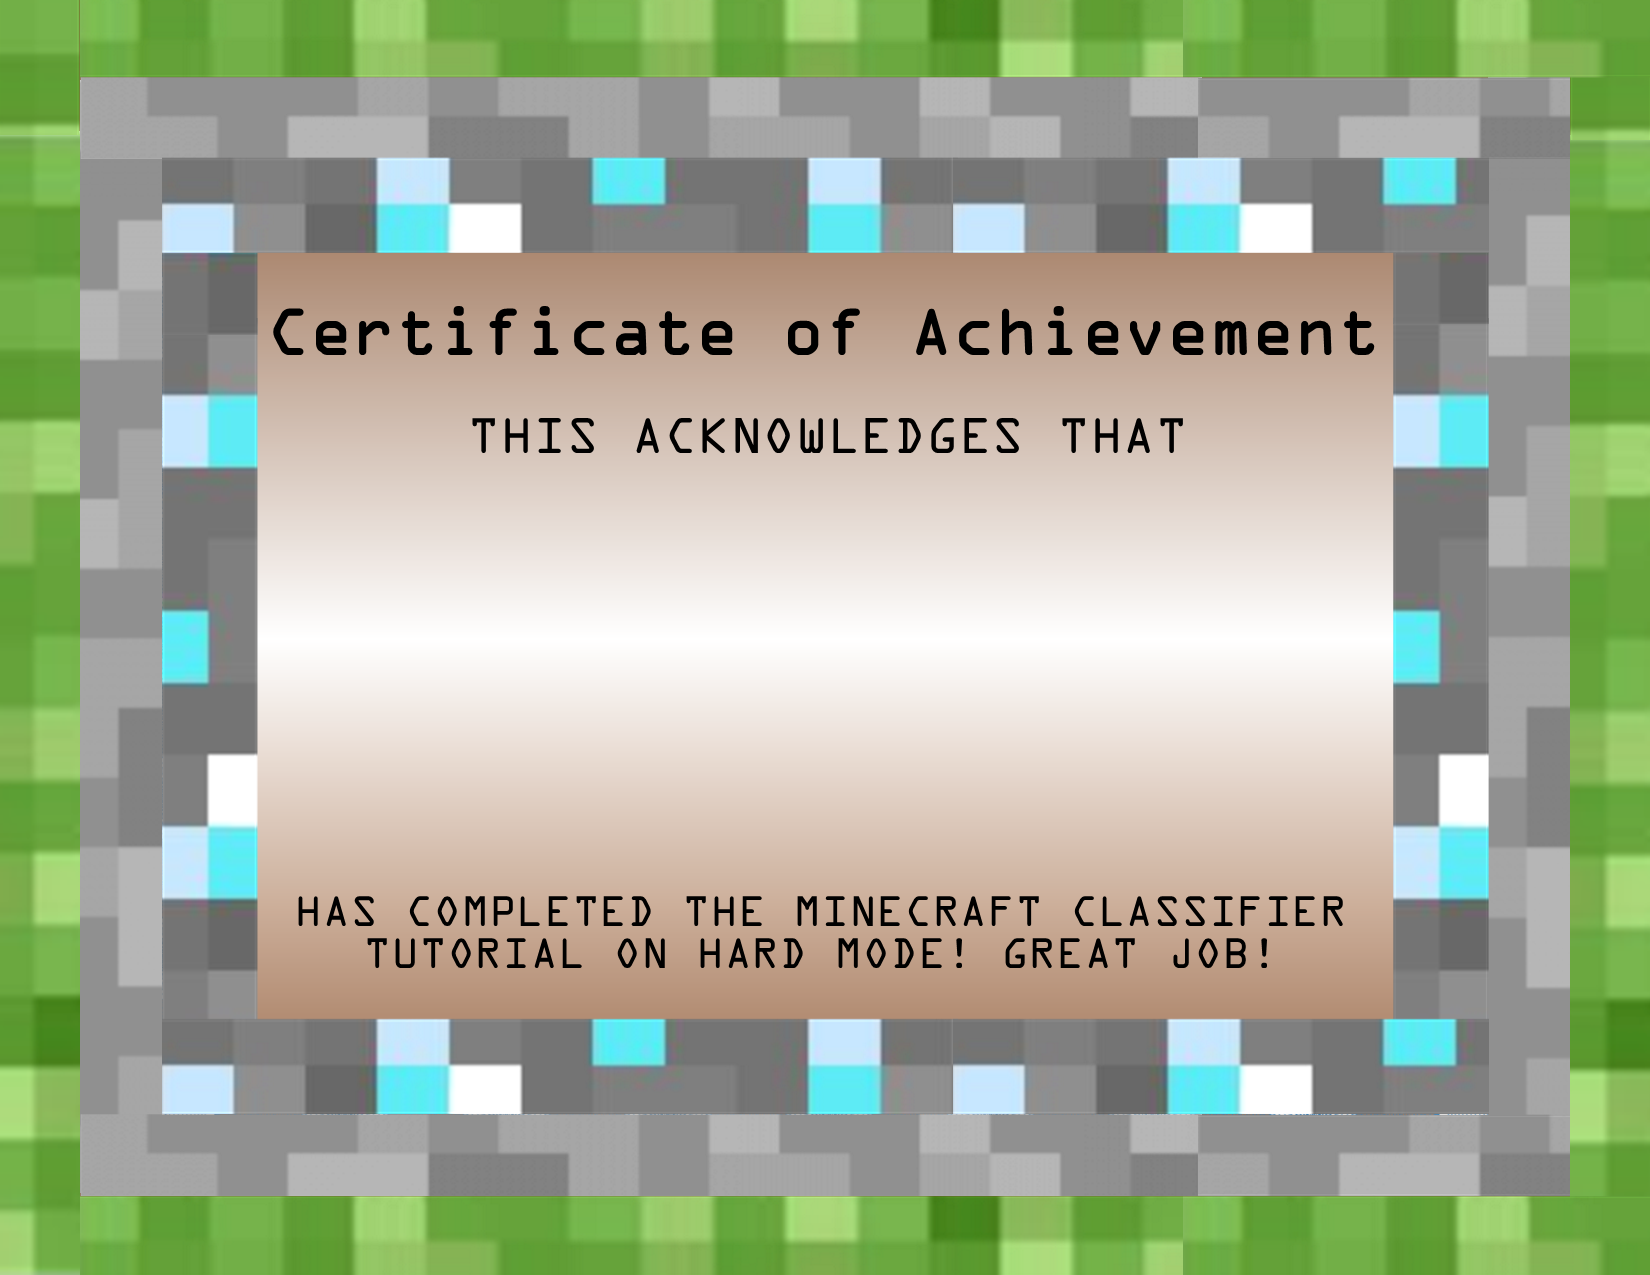 Certificate of Achievement
THIS ACKNOWLEDGES THAT
HAS COMPLETED THE MINECRAFT CLASSIFIER
TUTORIAL ON HARD MODE! GREAT JOB!